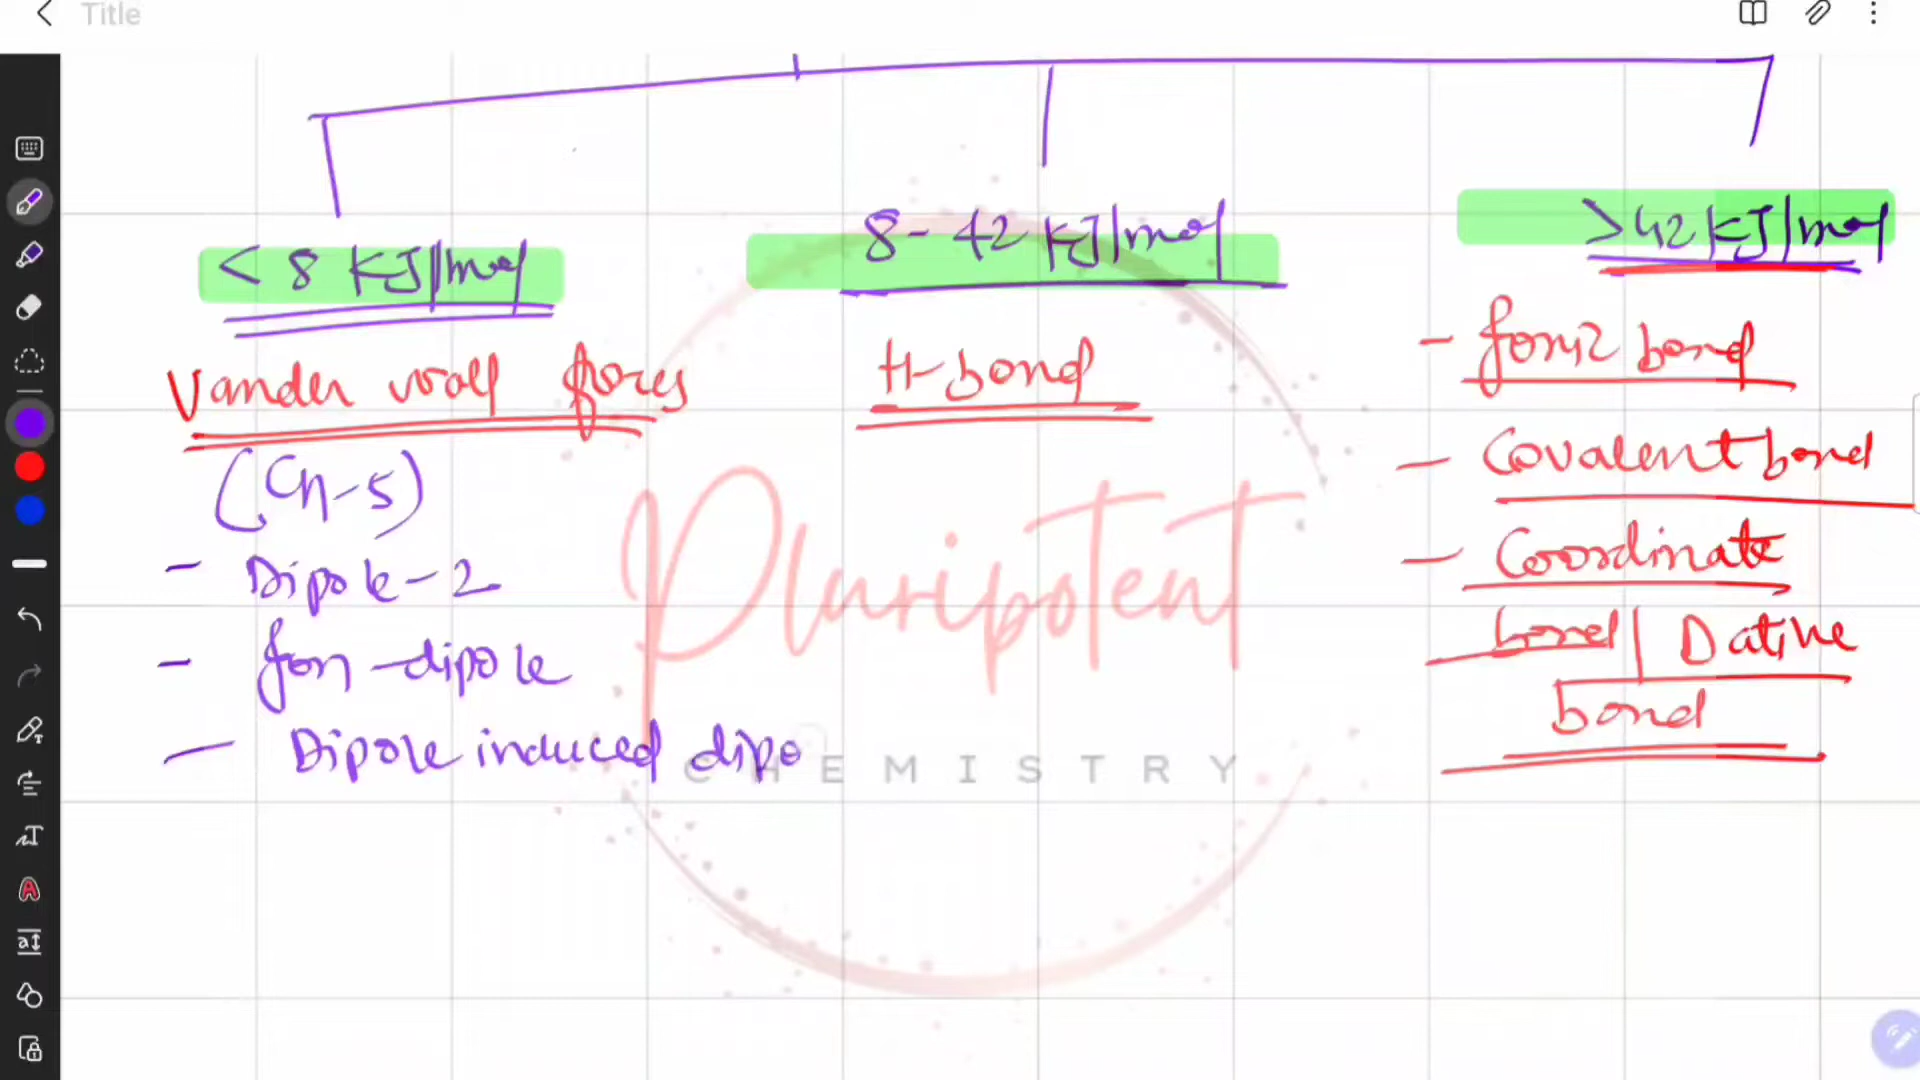 Title
< 8 KJ/mol
8 - 42 KJ/mol
>42 KJ/mol
Vander wall forces
H-bond
- Ionic bond
(Ch-5)
- Covalent bond
- Dipole-2
- Coordinate
bond | Dative
bond
- Ion-dipole
- Dipole induced dipo
Pluripotent
CHEMISTRY